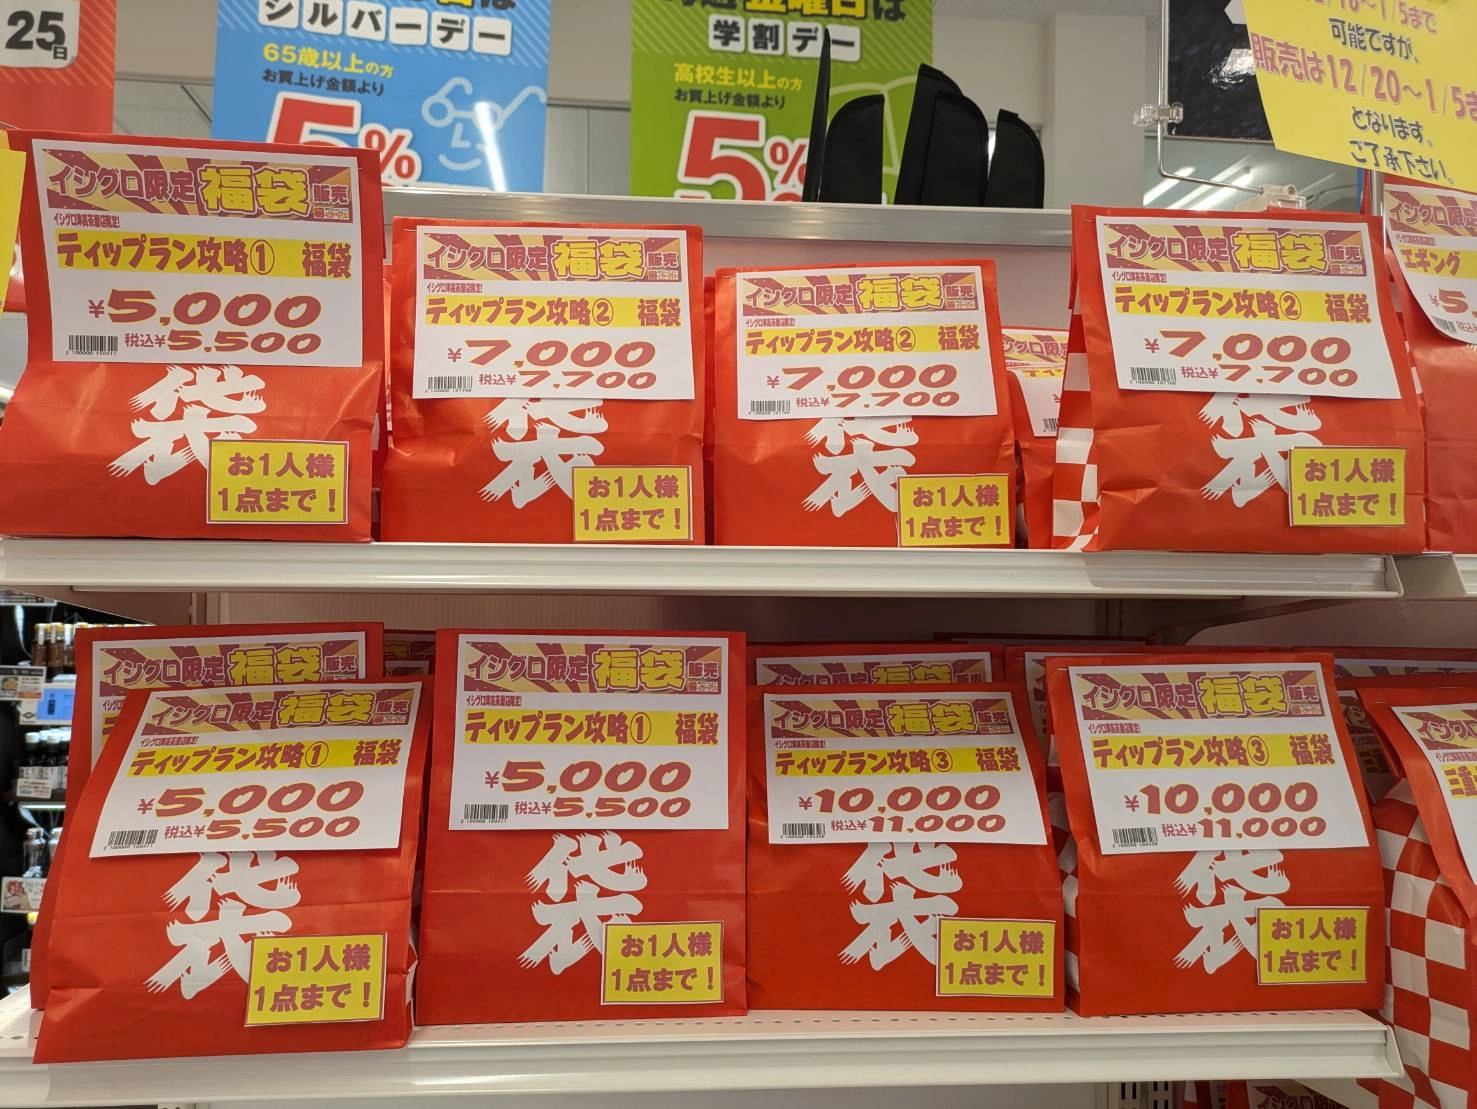 25日
シルバーデー
65歳以上の方
お買上げ金額より
5%
金曜日は
学割デー
高校生以上の方
お買上げ金額より
5%
1/5まで
可能ですが、
販売は12/20～1/5ま
となります。
ご了承下さい。
イシグロ限定 福袋 販売
ティップラン攻略① 福袋
¥5,000
税込¥5,500
袋
お1人様
1点まで!
イシグロ限定 福袋 販売
ティップラン攻略② 福袋
¥7,000
税込¥7,700
袋
お1人様
1点まで!
イシグロ限定 福袋 販売
ティップラン攻略② 福袋
¥7,000
税込¥7,700
袋
お1人様
1点まで!
イシグロ限定 福袋 販売
ティップラン攻略② 福袋
¥7,000
税込¥7,700
袋
お1人様
1点まで!
イシグロ限定
エギング
¥5
イシグロ限定 福袋 販売
イシグロ限定 福袋 販売
ティップラン攻略① 福袋
¥5,000
税込¥5,500
袋
お1人様
1点まで!
イシグロ限定 福袋 販売
ティップラン攻略① 福袋
¥5,000
税込¥5,500
袋
お1人様
1点まで!
イシグロ限定 福袋 販売
ティップラン攻略③ 福袋
¥10,000
税込¥11,000
袋
お1人様
1点まで!
イシグロ限定 福袋 販売
ティップラン攻略③ 福袋
¥10,000
税込¥11,000
袋
お1人様
1点まで!